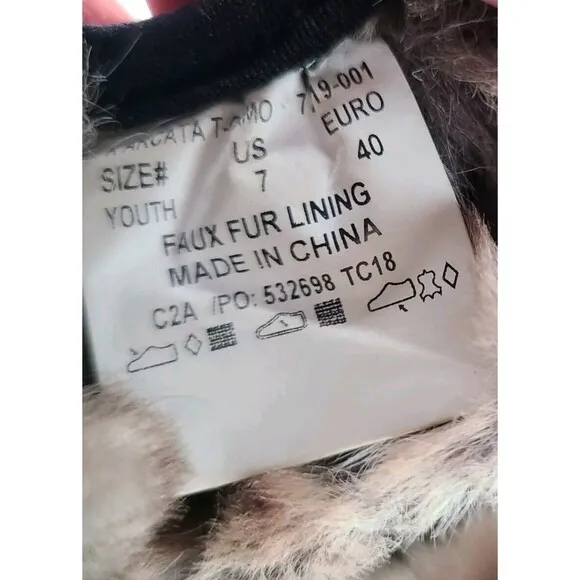 719-001
SIZE# US EURO
YOUTH 7 40
FAUX FUR LINING
MADE IN CHINA
C2A /PO: 532698 TC18